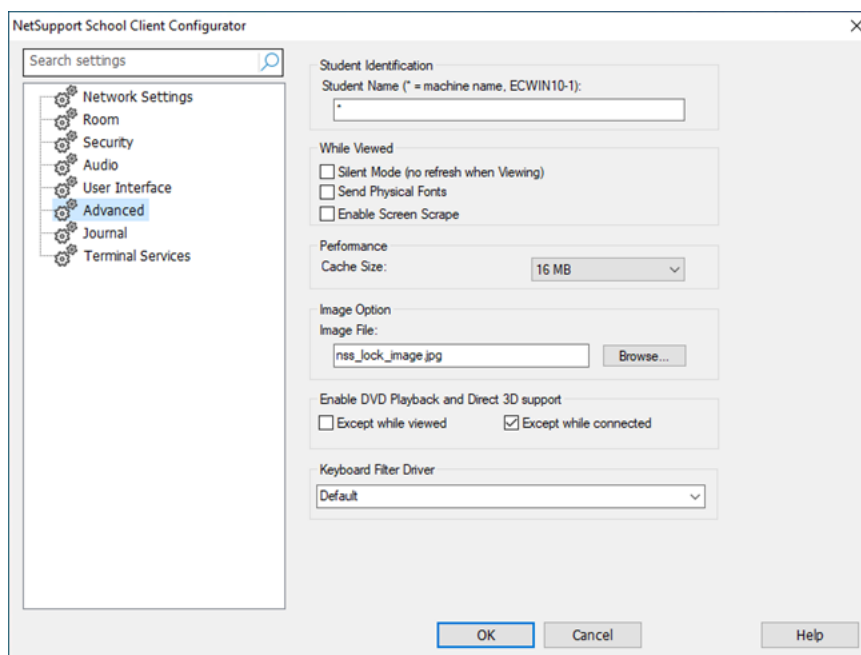 NetSupport School Client Configurator
Search settings
Network Settings
Room
Security
Audio
User Interface
Advanced
Journal
Terminal Services
Student Identification
Student Name (* = machine name, ECWIN10-1):
*
While Viewed
Silent Mode (no refresh when Viewing)
Send Physical Fonts
Enable Screen Scrape
Performance
Cache Size: 16 MB
Image Option
Image File:
nss_lock_image.jpg Browse...
Enable DVD Playback and Direct 3D support
Except while viewed Except while connected
Keyboard Filter Driver
Default
OK Cancel Help